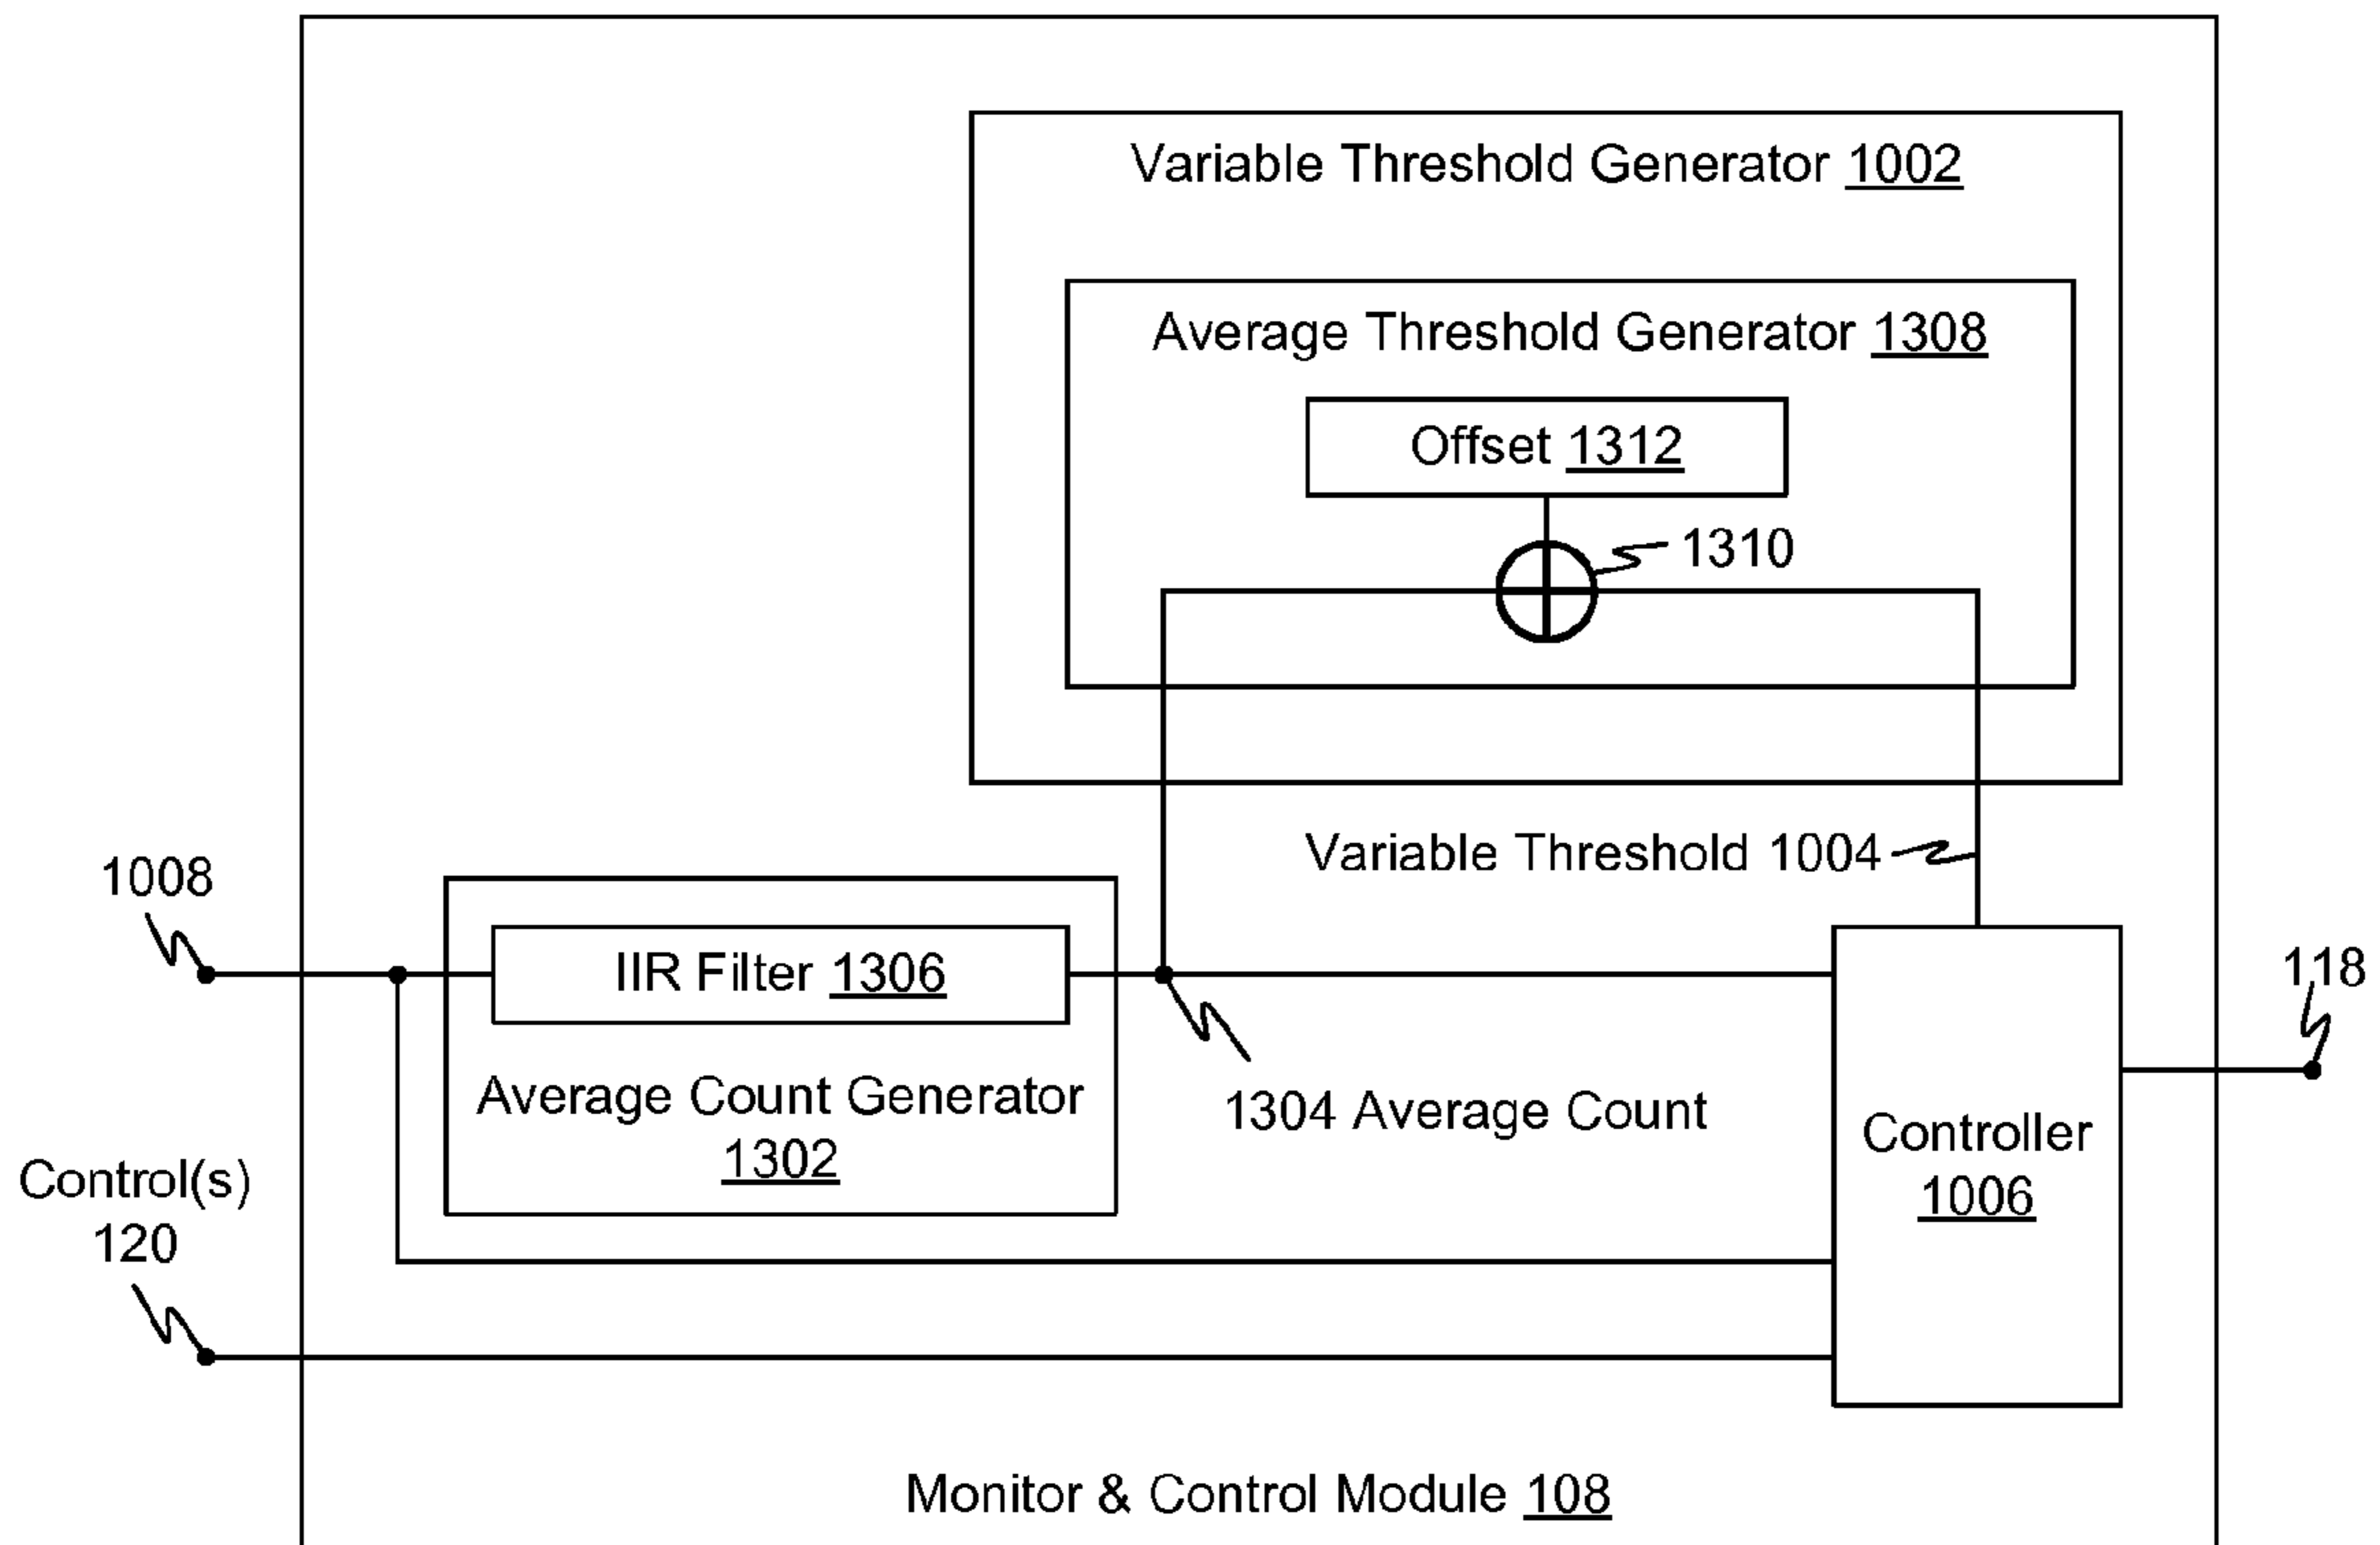 Variable Threshold Generator 1002
Average Threshold Generator 1308
Offset 1312
1310
Variable Threshold 1004
1008
IIR Filter 1306
118
Average Count Generator
1302
1304 Average Count
Controller
1006
Control(s)
120
Monitor & Control Module 108